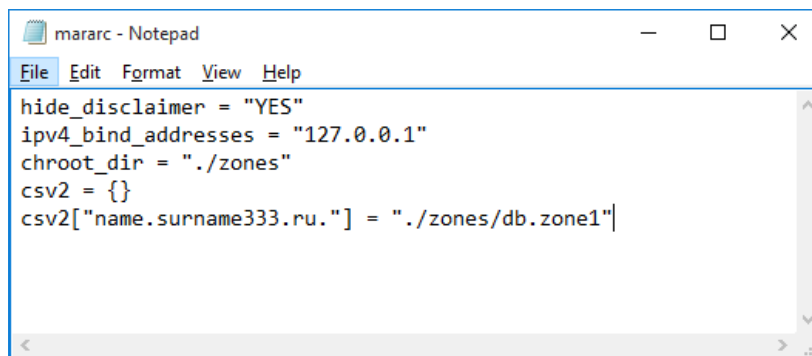 mararc - Notepad
File Edit Format View Help
hide_disclaimer = "YES"
ipv4_bind_addresses = "127.0.0.1"
chroot_dir = "./zones"
csv2 = {}
csv2["name.surname333.ru."] = "./zones/db.zone1"